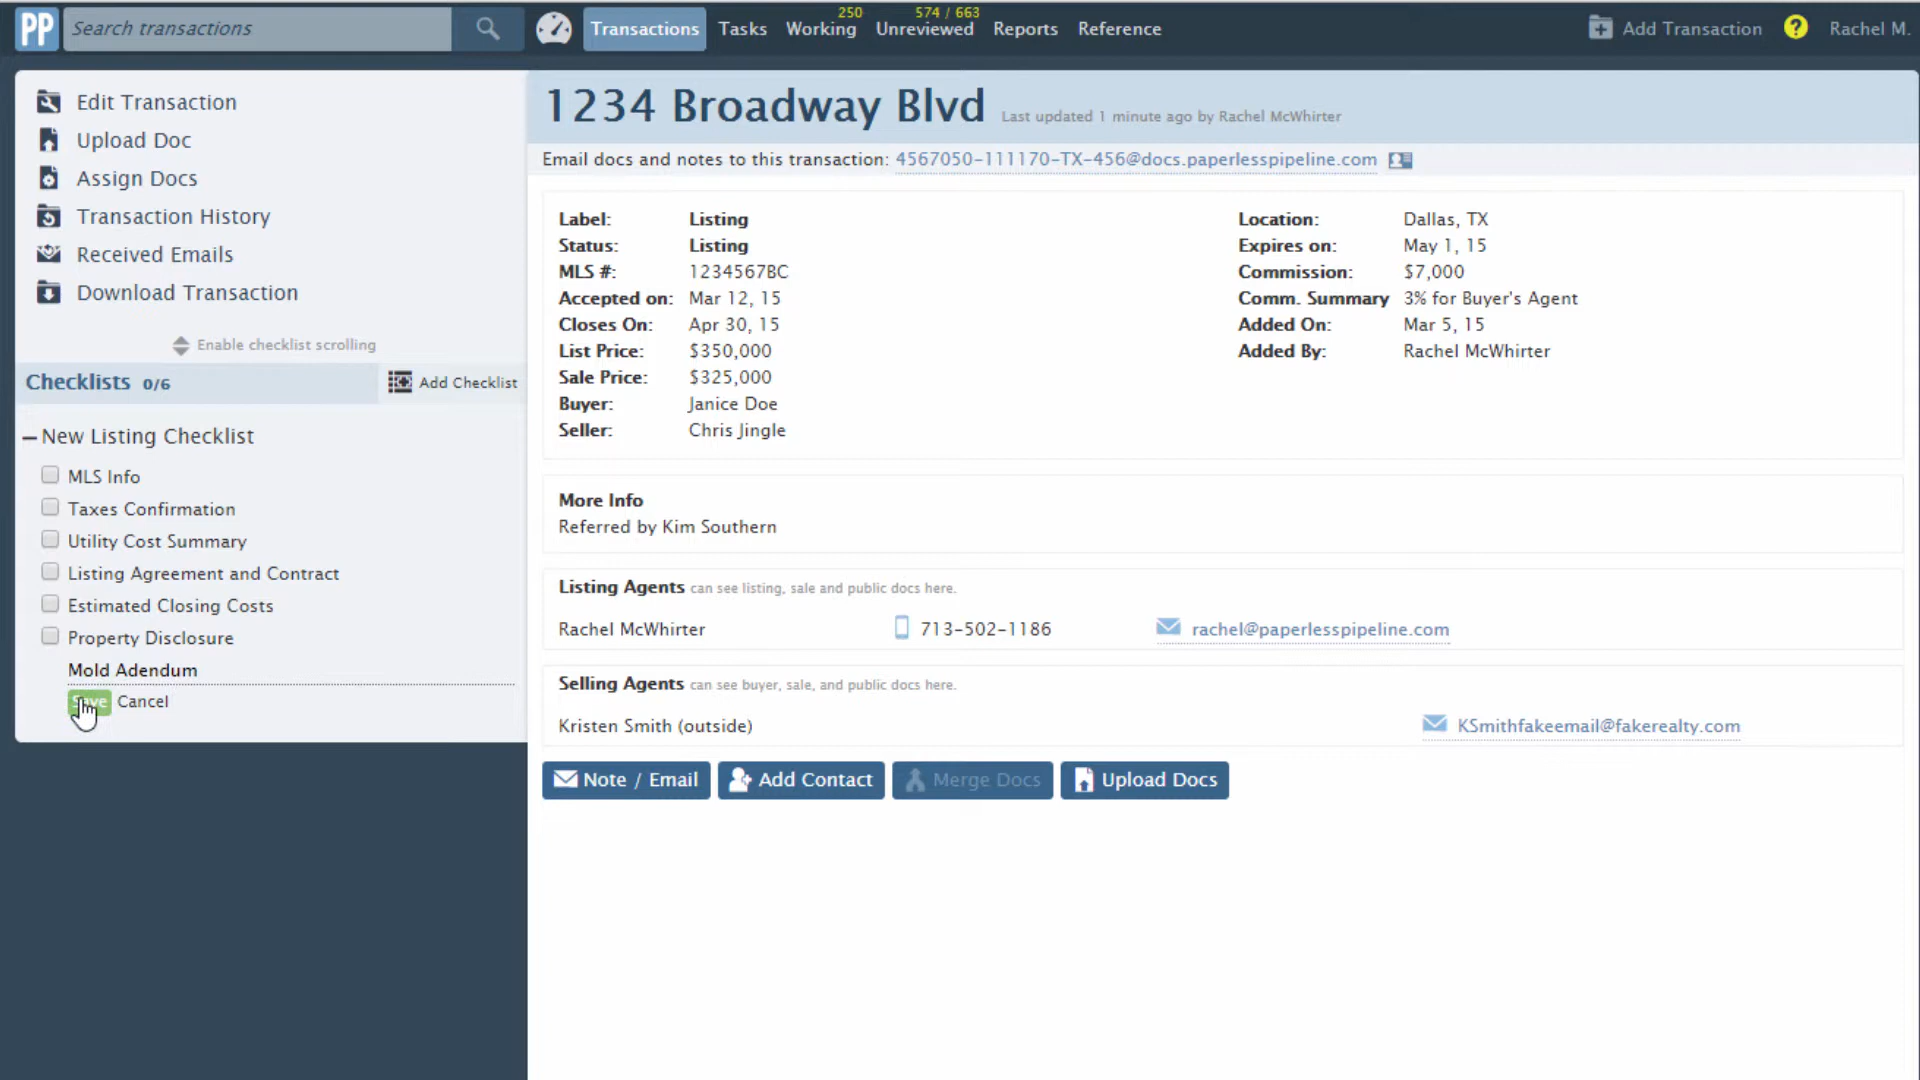 PP Search transactions Transactions Tasks Working 250 Unreviewed 574 / 663 Reports Reference Add Transaction ? Rachel M.
Edit Transaction
Upload Doc
Assign Docs
Transaction History
Received Emails
Download Transaction
Enable checklist scrolling
Checklists 0/6 Add Checklist
New Listing Checklist
MLS Info
Taxes Confirmation
Utility Cost Summary
Listing Agreement and Contract
Estimated Closing Costs
Property Disclosure
Mold Adendum
Save Cancel
1234 Broadway Blvd Last updated 1 minute ago by Rachel McWhirter
Email docs and notes to this transaction: 4567050-111170-TX-456@docs.paperlesspipeline.com
Label: Listing
Status: Listing
MLS #: 1234567BC
Accepted on: Mar 12, 15
Closes On: Apr 30, 15
List Price: $350,000
Sale Price: $325,000
Buyer: Janice Doe
Seller: Chris Jingle
Location: Dallas, TX
Expires on: May 1, 15
Commission: $7,000
Comm. Summary 3% for Buyer's Agent
Added On: Mar 5, 15
Added By: Rachel McWhirter
More Info
Referred by Kim Southern
Listing Agents can see listing, sale and public docs here.
Rachel McWhirter 713-502-1186 rachel@paperlesspipeline.com
Selling Agents can see buyer, sale, and public docs here.
Kristen Smith (outside) KSmithfakeemail@fakerealty.com
Note / Email Add Contact Merge Docs Upload Docs